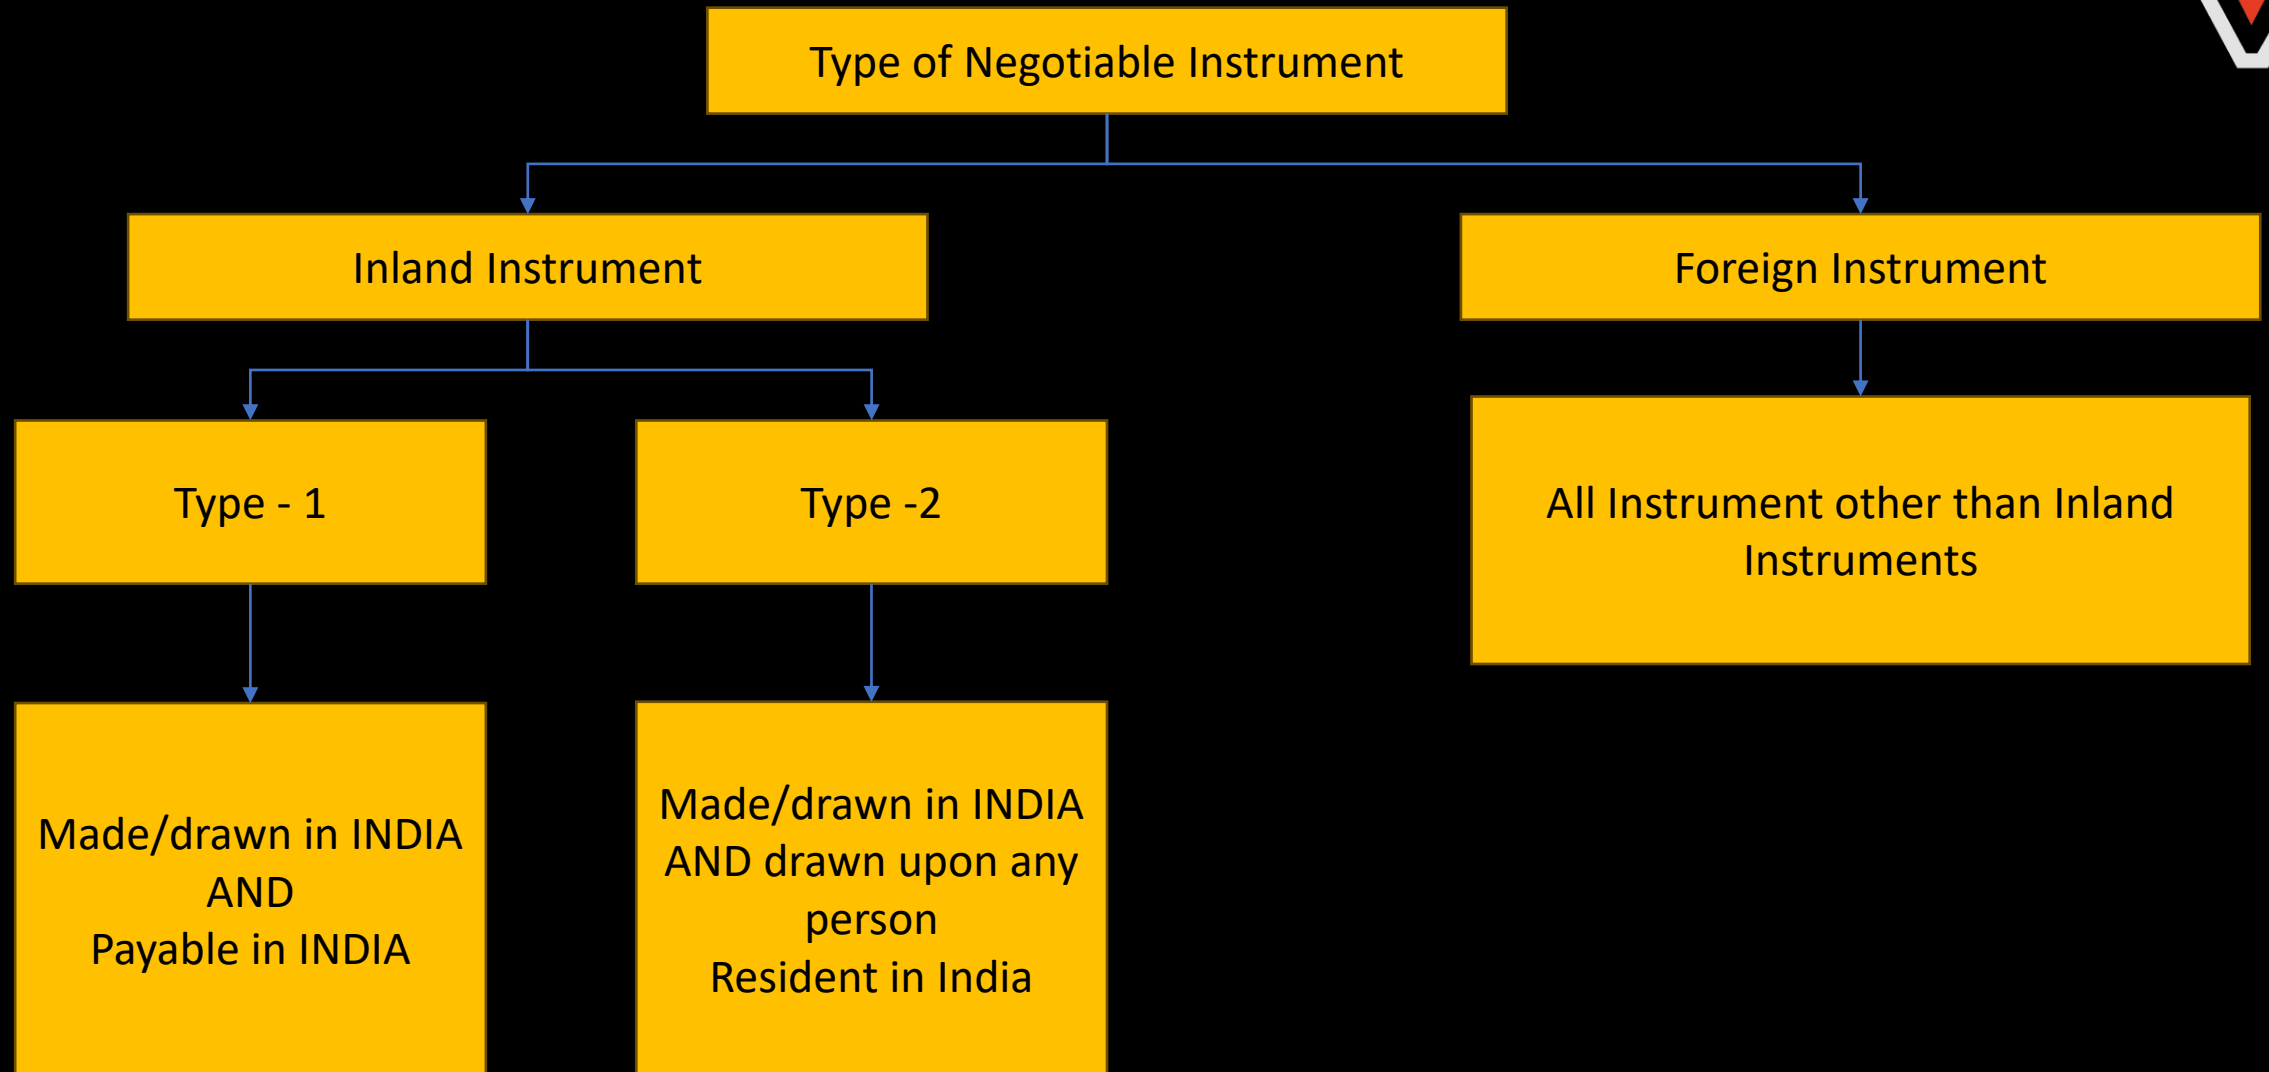 Type of Negotiable Instrument
Inland Instrument
Foreign Instrument
Type - 1
Type -2
All Instrument other than Inland
Instruments
Made/drawn in INDIA
AND
Payable in INDIA
Made/drawn in INDIA
AND drawn upon any
person
Resident in India